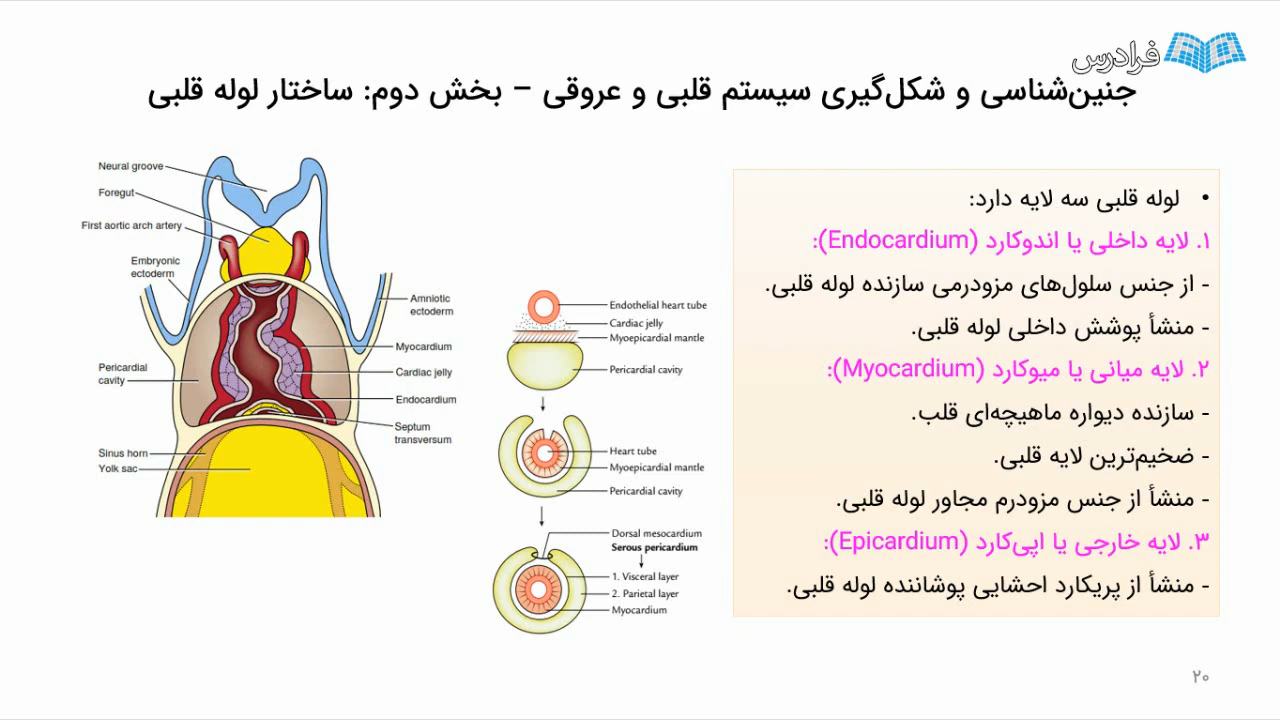 فرادرس
جنین‌شناسی و شکل‌گیری سیستم قلبی و عروقی – بخش دوم: ساختار لوله قلبی
• لوله قلبی سه لایه دارد:
۱. لایه داخلی یا اندوکارد (Endocardium):
- از جنس سلول‌های مزودرمی سازنده لوله قلبی.
- منشأ پوشش داخلی لوله قلبی.
۲. لایه میانی یا میوکارد (Myocardium):
- سازنده دیواره ماهیچه‌ای قلب.
- ضخیم‌ترین لایه قلبی.
- منشأ از جنس مزودرم مجاور لوله قلبی.
۳. لایه خارجی یا اپی‌کارد (Epicardium):
- منشأ از پریکارد احشایی پوشاننده لوله قلبی.
Neural groove
Foregut
First aortic arch artery
Embryonic
ectoderm
Pericardial
cavity
Sinus horn
Yolk sac
Amniotic
ectoderm
Myocardium
Cardiac jelly
Endocardium
Septum
transversum
Endothelial heart tube
Cardiac jelly
Myoepicardial mantle
Pericardial cavity
Heart tube
Myoepicardial mantle
Pericardial cavity
Dorsal mesocardium
Serous pericardium
1. Visceral layer
2. Parietal layer
Myocardium
۲۰